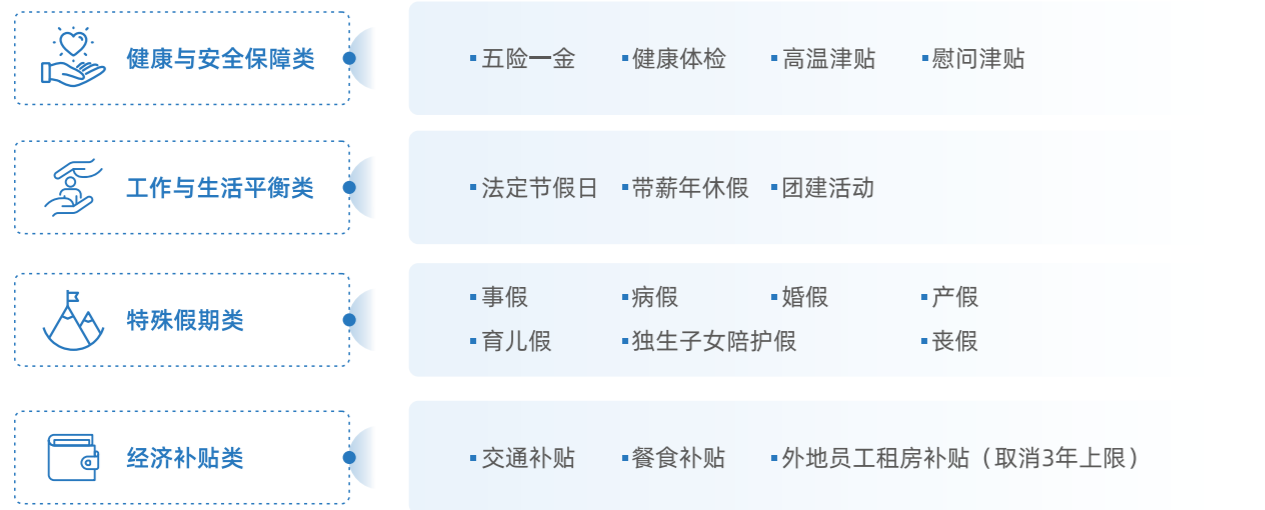 健康与安全保障类
▪五险一金 ▪健康体检 ▪高温津贴 ▪慰问津贴
工作与生活平衡类
▪法定节假日 ▪带薪年休假 ▪团建活动
特殊假期类
▪事假 ▪病假 ▪婚假 ▪产假
▪育儿假 ▪独生子女陪护假 ▪丧假
经济补贴类
▪交通补贴 ▪餐食补贴 ▪外地员工租房补贴（取消3年上限）